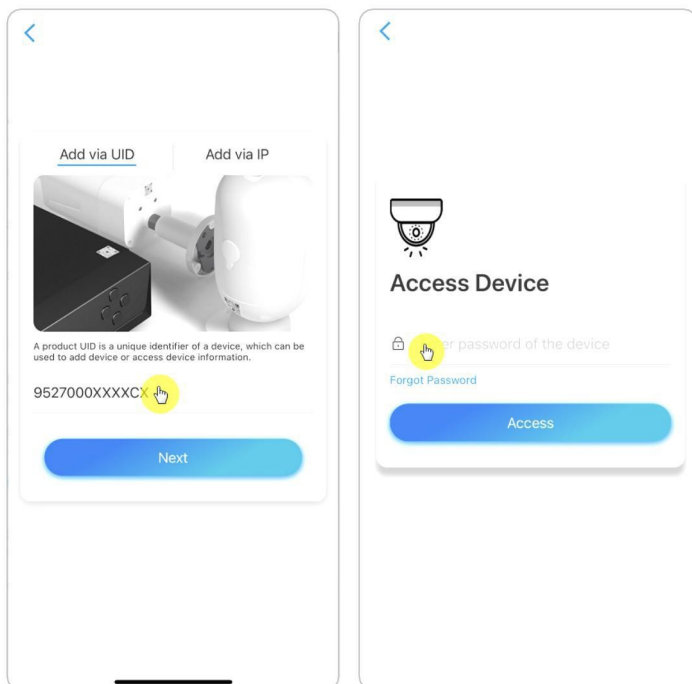 Add via UID
Add via IP
A product UID is a unique identifier of a device, which can be
used to add device or access device information.
9527000XXXXCX
Next
Access Device
password of the device
Forgot Password
Access